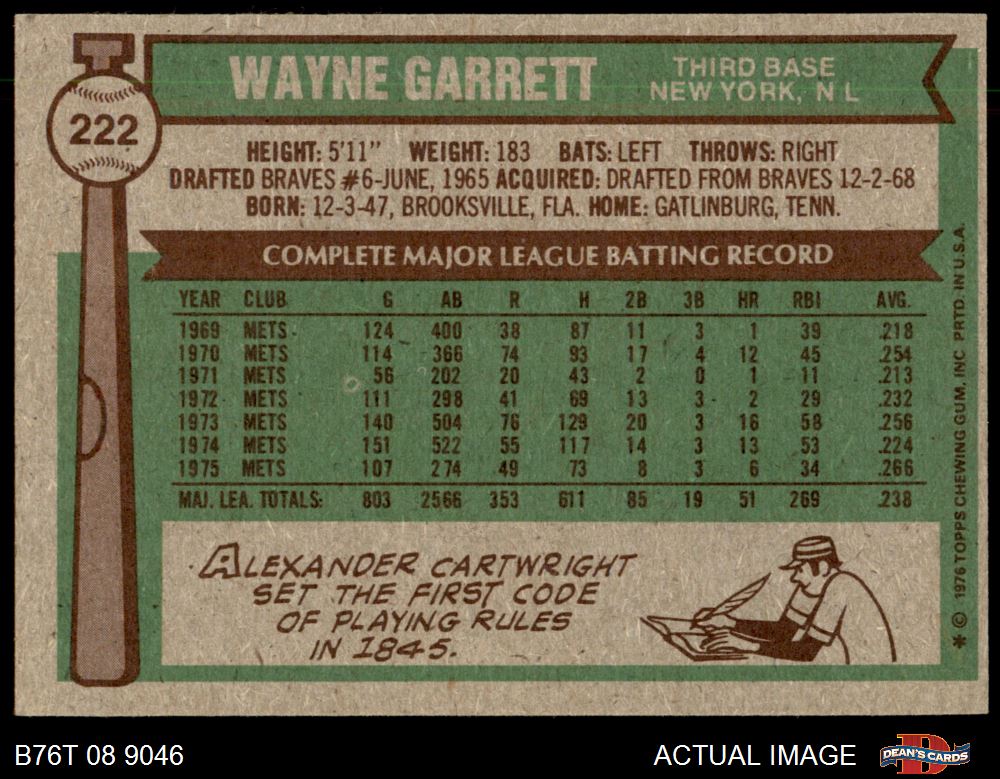 222
WAYNE GARRETT
THIRD BASE
NEW YORK, N L
HEIGHT: 5'11" WEIGHT: 183 BATS: LEFT THROWS: RIGHT
DRAFTED BRAVES #6-JUNE, 1965 ACQUIRED: DRAFTED FROM BRAVES 12-2-68
BORN: 12-3-47, BROOKSVILLE, FLA. HOME: GATLINBURG, TENN.
COMPLETE MAJOR LEAGUE BATTING RECORD
YEAR CLUB G AB R H 2B 3B HR RBI AVG.
1969 METS 124 400 38 87 11 3 1 39 .218
1970 METS 114 366 74 93 17 4 12 45 .254
1971 METS 56 202 20 43 2 0 1 11 .213
1972 METS 111 298 41 69 13 3 2 29 .232
1973 METS 140 504 76 129 20 3 16 58 .256
1974 METS 151 522 55 117 14 3 13 53 .224
1975 METS 107 274 49 73 8 3 6 34 .266
MAJ. LEA. TOTALS: 803 2566 353 611 85 19 51 269 .238
ALEXANDER CARTWRIGHT
SET THE FIRST CODE
OF PLAYING RULES
IN 1845.
* © 1976 TOPPS CHEWING GUM, INC. PRTD. IN U.S.A.
B76T 08 9046
ACTUAL IMAGE
D
DEAN'S CARDS